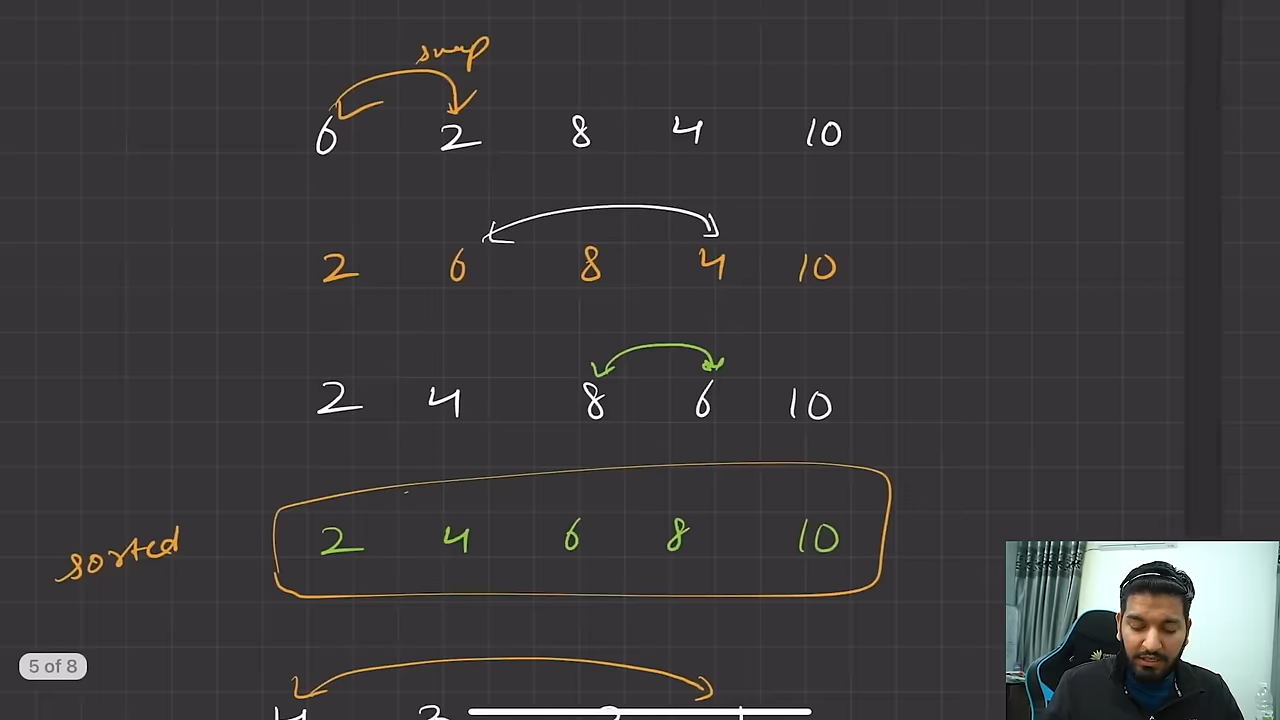 swap
6 2 8 4 10
2 6 8 4 10
2 4 8 6 10
sorted 2 4 6 8 10
5 of 8